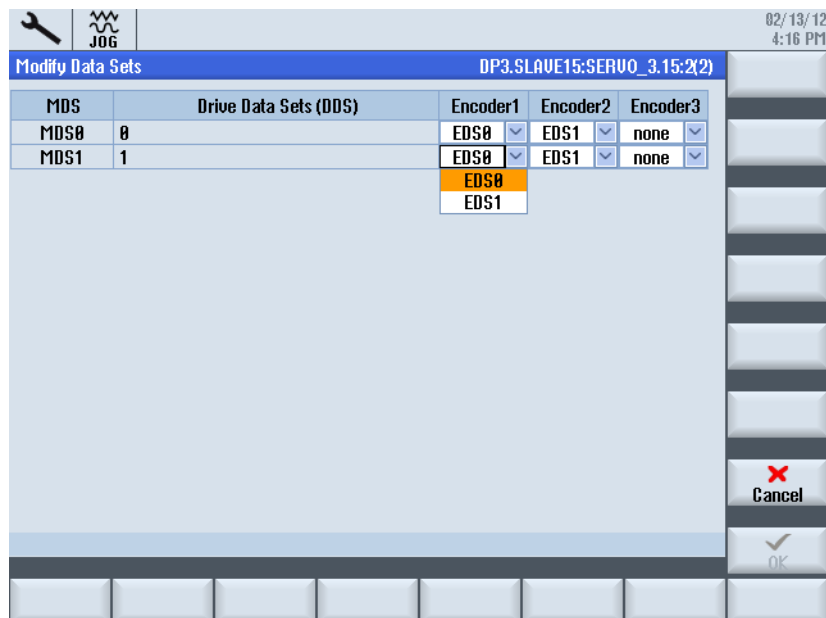 JOG
02/13/12
4:16 PM
Modify Data Sets DP3.SLAVE15:SERVO_3.15:2(2)
MDS Drive Data Sets (DDS) Encoder1 Encoder2 Encoder3
MDS0 0 EDS0 EDS1 none
MDS1 1 EDS0 EDS1 none
EDS0
EDS1
Cancel
OK